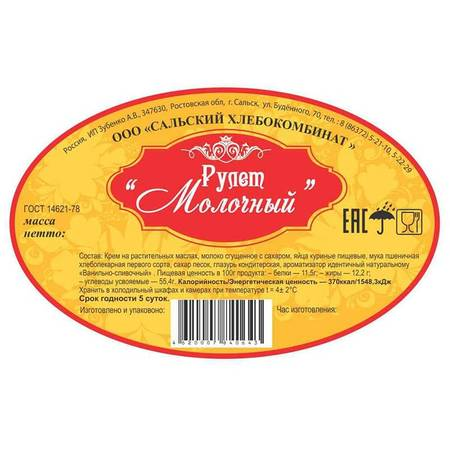 Россия, ИП Зубенко А.В., 347630, Ростовская обл, г. Сальск, ул. Будённого, 70, тел.: 8 (86372) 5-21-10, 5-22-29
ООО “САЛЬСКИЙ ХЛЕБОКОМБИНАТ”
Рулет
“Молочный”
ГОСТ 14621-78
масса
нетто:
EAC
Состав: Крем на растительных маслах, молоко сгущенное с сахаром, яйца куриные пищевые, мука пшеничная
хлебопекарная первого сорта, сахар песок, глазурь кондитерская, ароматизатор идентичный натуральному
«Ванильно-сливочный». Пищевая ценность в 100г продукта: – белки — 11,5г; – жиры — 12,2 г;
– углеводы усвояемые — 55,4г. Калорийность/Энергетическая ценность — 370ккал/1548,3кДж
Хранить в холодильный шкафах и камерах при температуре t = 4± 2°С
Срок годности 5 суток.
Изготовлено и упаковано:
Час изготовления:
4620007940643